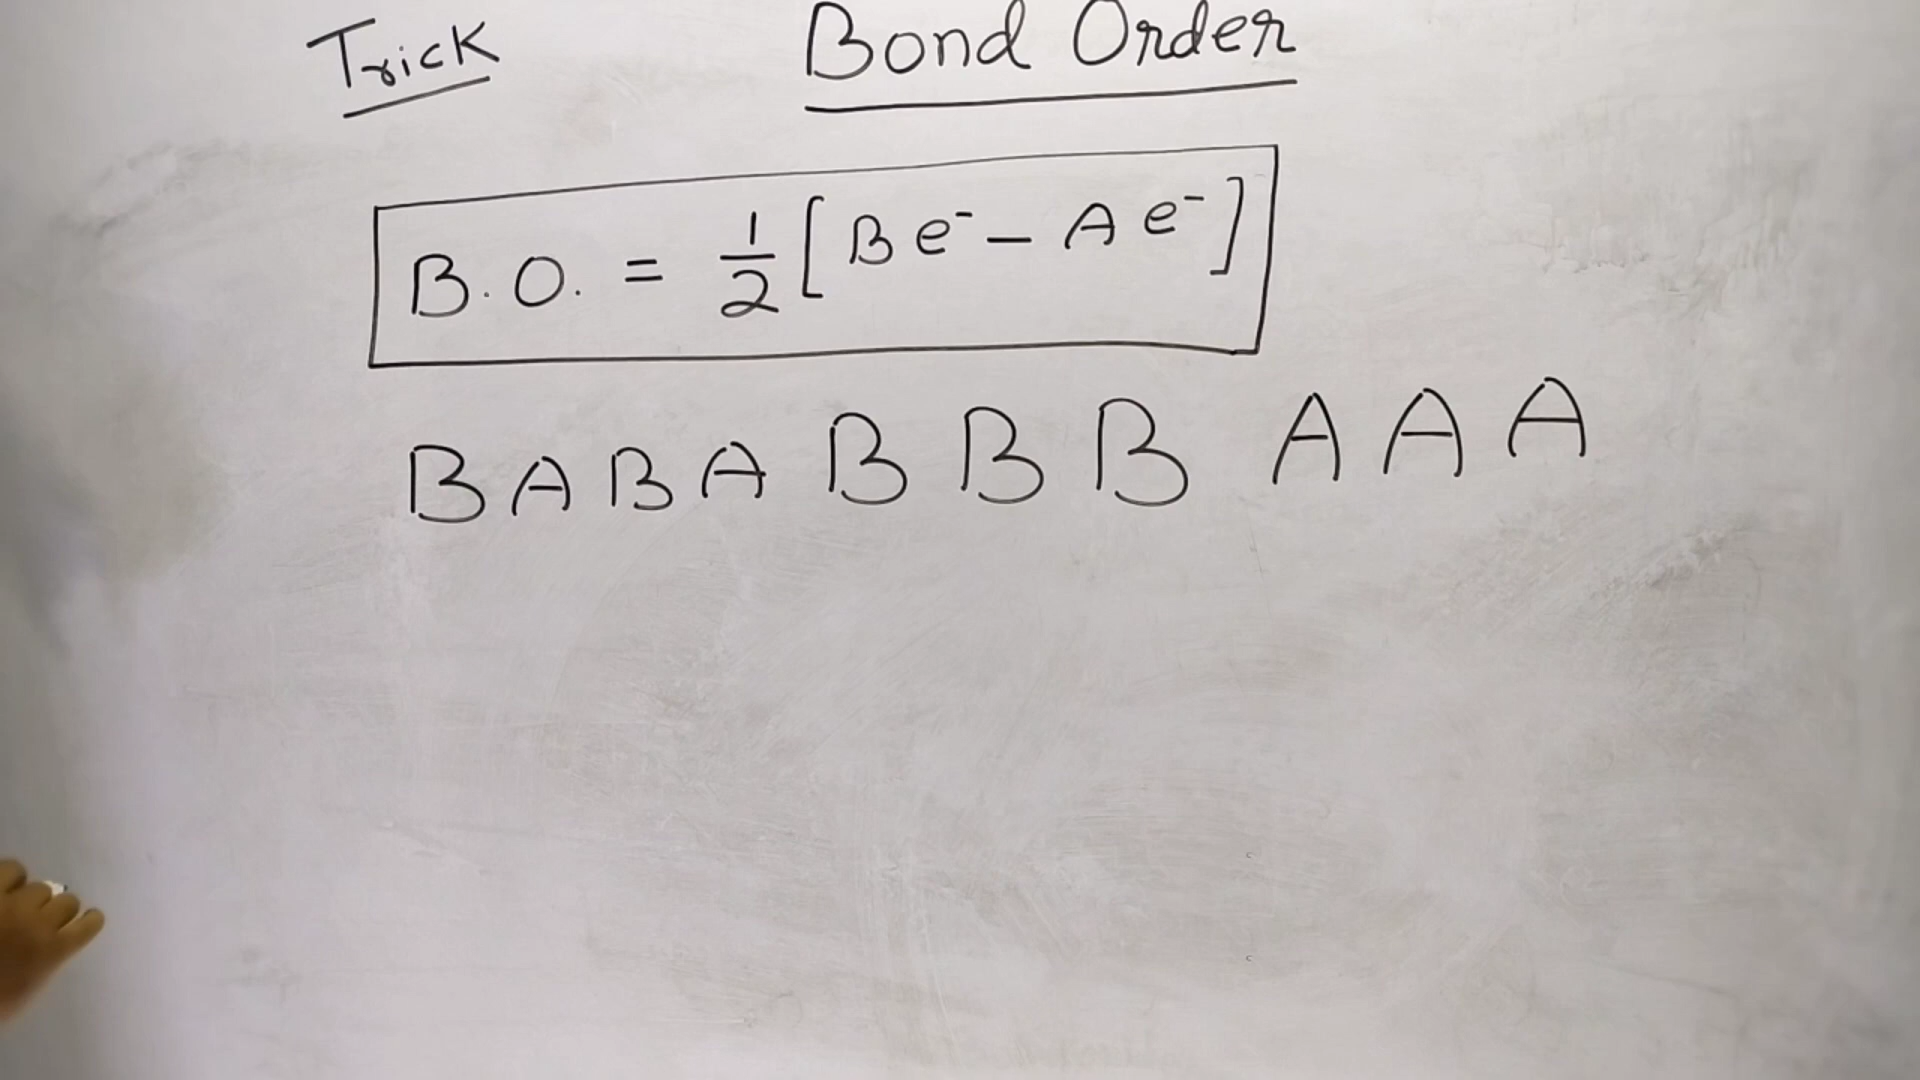 Trick Bond Order
B.O. = 1/2 [Be⁻ – Ae⁻]
B A B A B B B A A A